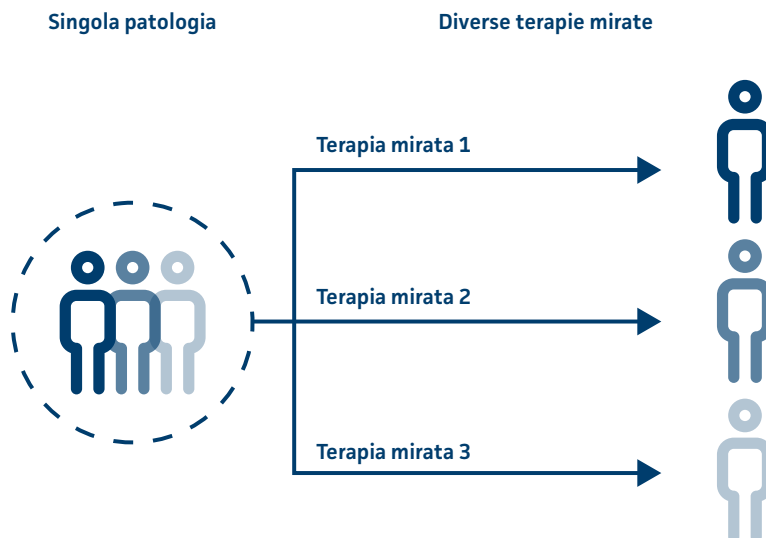 Singola patologia
Diverse terapie mirate
Terapia mirata 1
Terapia mirata 2
Terapia mirata 3